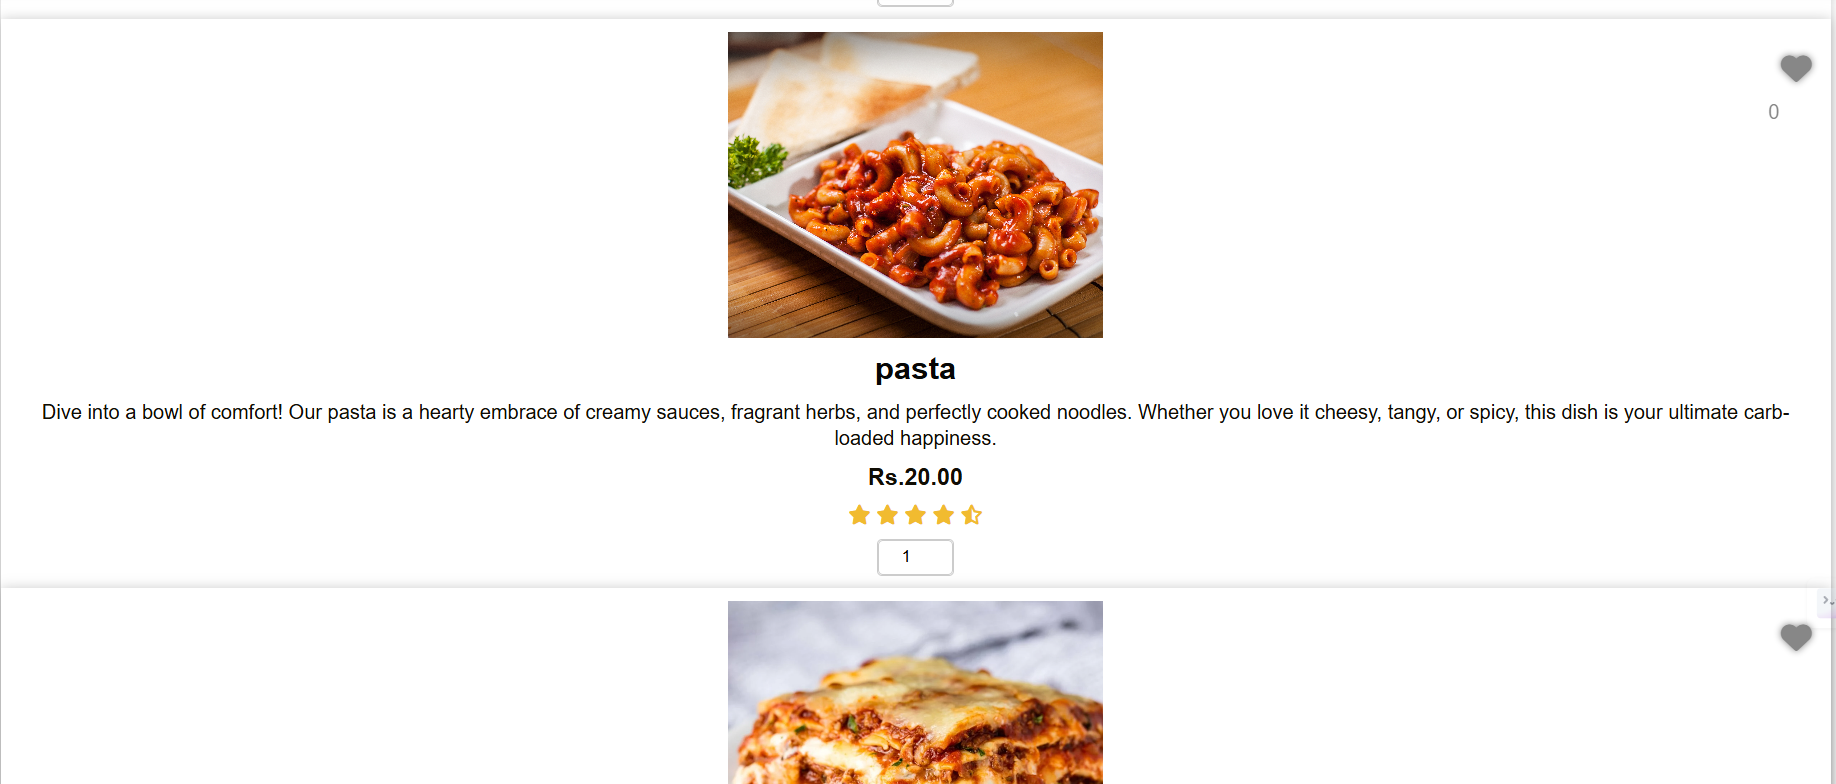 0
pasta
Dive into a bowl of comfort! Our pasta is a hearty embrace of creamy sauces, fragrant herbs, and perfectly cooked noodles. Whether you love it cheesy, tangy, or spicy, this dish is your ultimate carb-
loaded happiness.
Rs.20.00
1